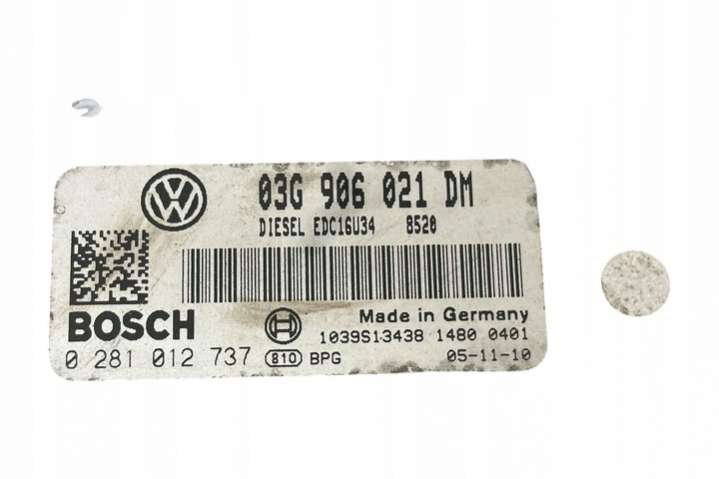 VW
03G 906 021 DM
DIESEL EDC16U34 8520
BOSCH
Made in Germany
1039S13438 1480 0401
0 281 012 737
810
BPG
05-11-10